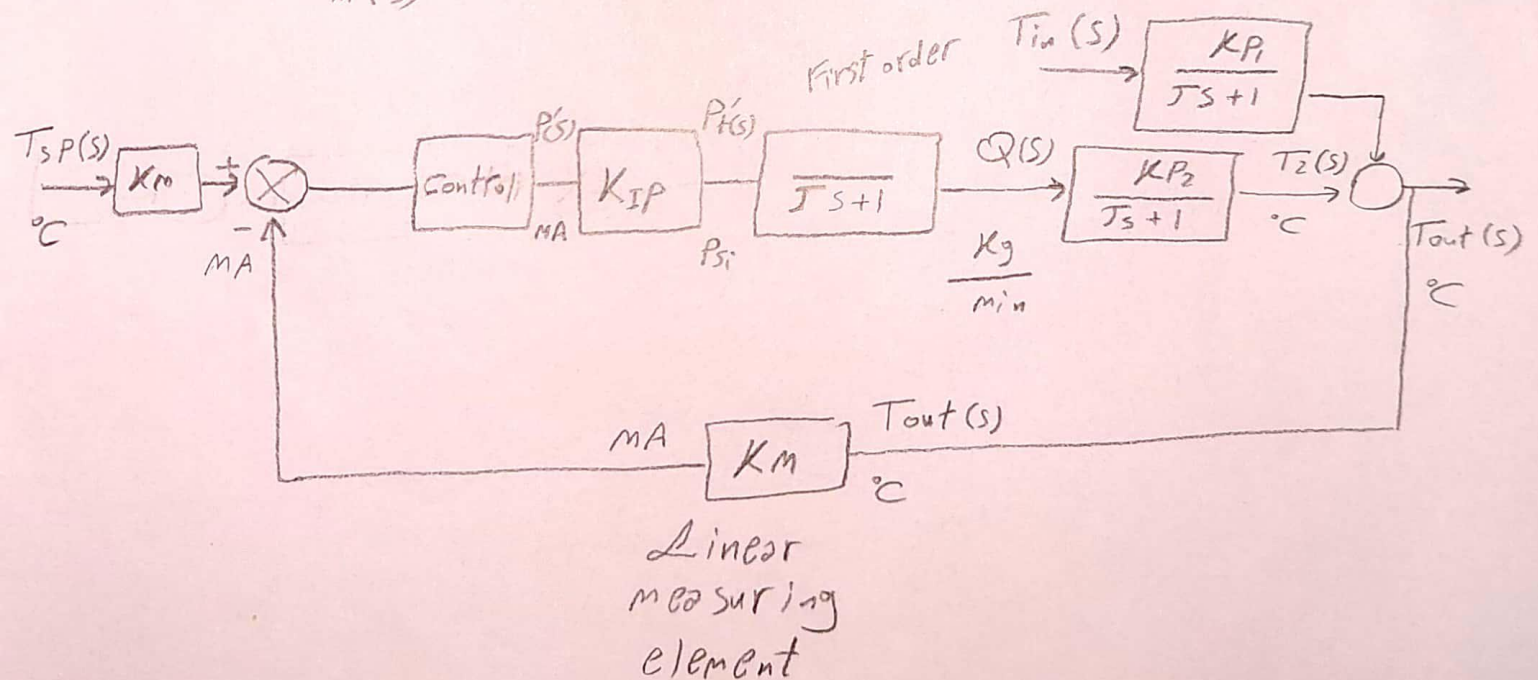 (s)
First order
Tin (S)
KP1
JS+1
TSP(S)
°C
Km
+
-
MA
Control
P'(s)
MA
KIP
Pt'(s)
Psi
JS+1
Q(S)
Kg
min
KP2
Js+1
T2(s)
°C
Tout (s)
°C
MA
Km
Tout (s)
°C
Linear
measuring
element